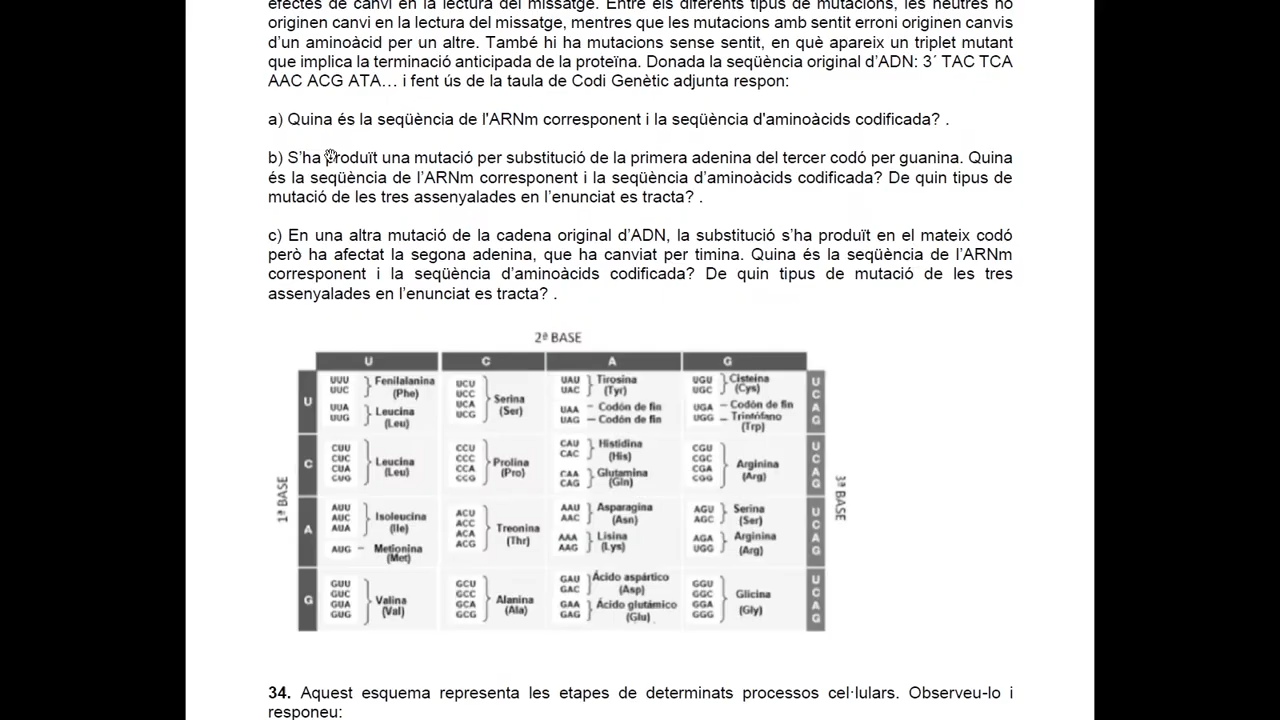 efectes de canvi en la lectura del missatge. Entre els diferents tipus de mutacions, les neutres no
originen canvi en la lectura del missatge, mentres que les mutacions amb sentit erroni originen canvis
d'un aminoàcid per un altre. També hi ha mutacions sense sentit, en què apareix un triplet mutant
que implica la terminació anticipada de la proteïna. Donada la seqüència original d'ADN: 3´ TAC TCA
AAC ACG ATA… i fent ús de la taula de Codi Genètic adjunta respon:
a) Quina és la seqüència de l'ARNm corresponent i la seqüència d'aminoàcids codificada? .
b) S'ha produït una mutació per substitució de la primera adenina del tercer codó per guanina. Quina
és la seqüència de l'ARNm corresponent i la seqüència d'aminoàcids codificada? De quin tipus de
mutació de les tres assenyalades en l'enunciat es tracta? .
c) En una altra mutació de la cadena original d'ADN, la substitució s'ha produït en el mateix codó
però ha afectat la segona adenina, que ha canviat per timina. Quina és la seqüència de l'ARNm
corresponent i la seqüència d'aminoàcids codificada? De quin tipus de mutació de les tres
assenyalades en l'enunciat es tracta? .
2ª BASE
U C A G
1ª BASE
U
UUU UUC Fenilalanina (Phe)
UUA UUG Leucina (Leu)
UCU UCC UCA UCG Serina (Ser)
UAU UAC Tirosina (Tyr)
UAA – Codón de fin
UAG – Codón de fin
UGU UGC Cisteina (Cys)
UGA – Codón de fin
UGG – Triptófano (Trp)
U C A G
C
CUU CUC CUA CUG Leucina (Leu)
CCU CCC CCA CCG Prolina (Pro)
CAU CAC Histidina (His)
CAA CAG Glutamina (Gln)
CGU CGC CGA CGG Arginina (Arg)
U C A G
A
AUU AUC AUA Isoleucina (Ile)
AUG – Metionina (Met)
ACU ACC ACA ACG Treonina (Thr)
AAU AAC Asparagina (Asn)
AAA AAG Lisina (Lys)
AGU AGC Serina (Ser)
AGA UGG Arginina (Arg)
U C A G
G
GUU GUC GUA GUG Valina (Val)
GCU GCC GCA GCG Alanina (Ala)
GAU GAC Ácido aspártico (Asp)
GAA GAG Ácido glutámico (Glu)
GGU GGC GGA GGG Glicina (Gly)
U C A G
3ª BASE
34. Aquest esquema representa les etapes de determinats processos cel·lulars. Observeu-lo i
responeu: